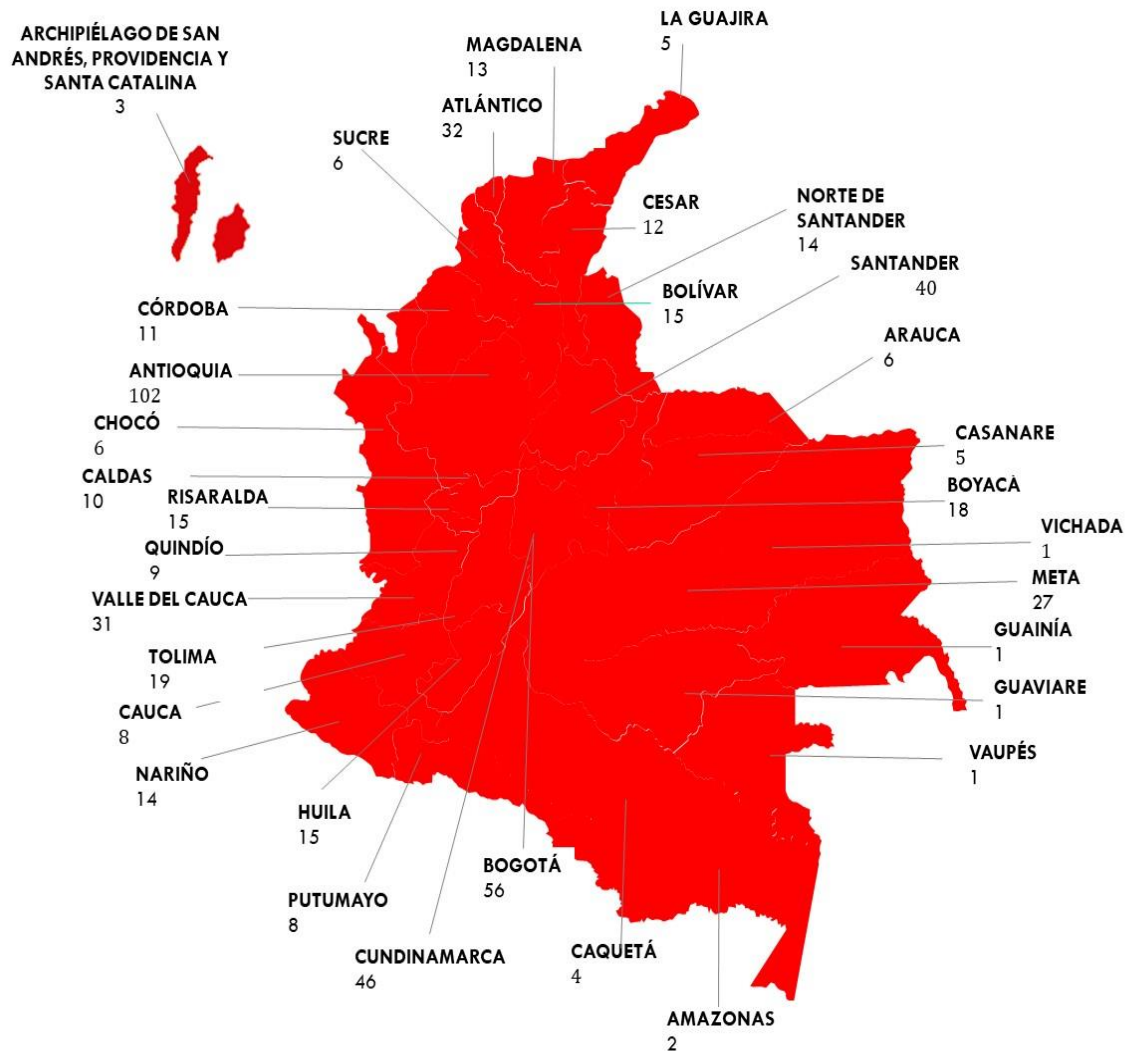 LA GUAJIRA
5
ARCHIPIÉLAGO DE SAN
ANDRÉS, PROVIDENCIA Y
SANTA CATALINA
3
MAGDALENA
13
ATLÁNTICO
32
SUCRE
6
CESAR
12
NORTE DE
SANTANDER
14
SANTANDER
40
BOLÍVAR
15
CÓRDOBA
11
ARAUCA
6
ANTIOQUIA
102
CHOCÓ
6
CASANARE
5
CALDAS
10
RISARALDA
15
BOYACÀ
18
VICHADA
1
QUINDÍO
9
META
27
VALLE DEL CAUCA
31
GUAINÍA
1
TOLIMA
19
GUAVIARE
1
CAUCA
8
VAUPÉS
1
NARIÑO
14
HUILA
15
BOGOTÁ
56
PUTUMAYO
8
CUNDINAMARCA
46
CAQUETÁ
4
AMAZONAS
2